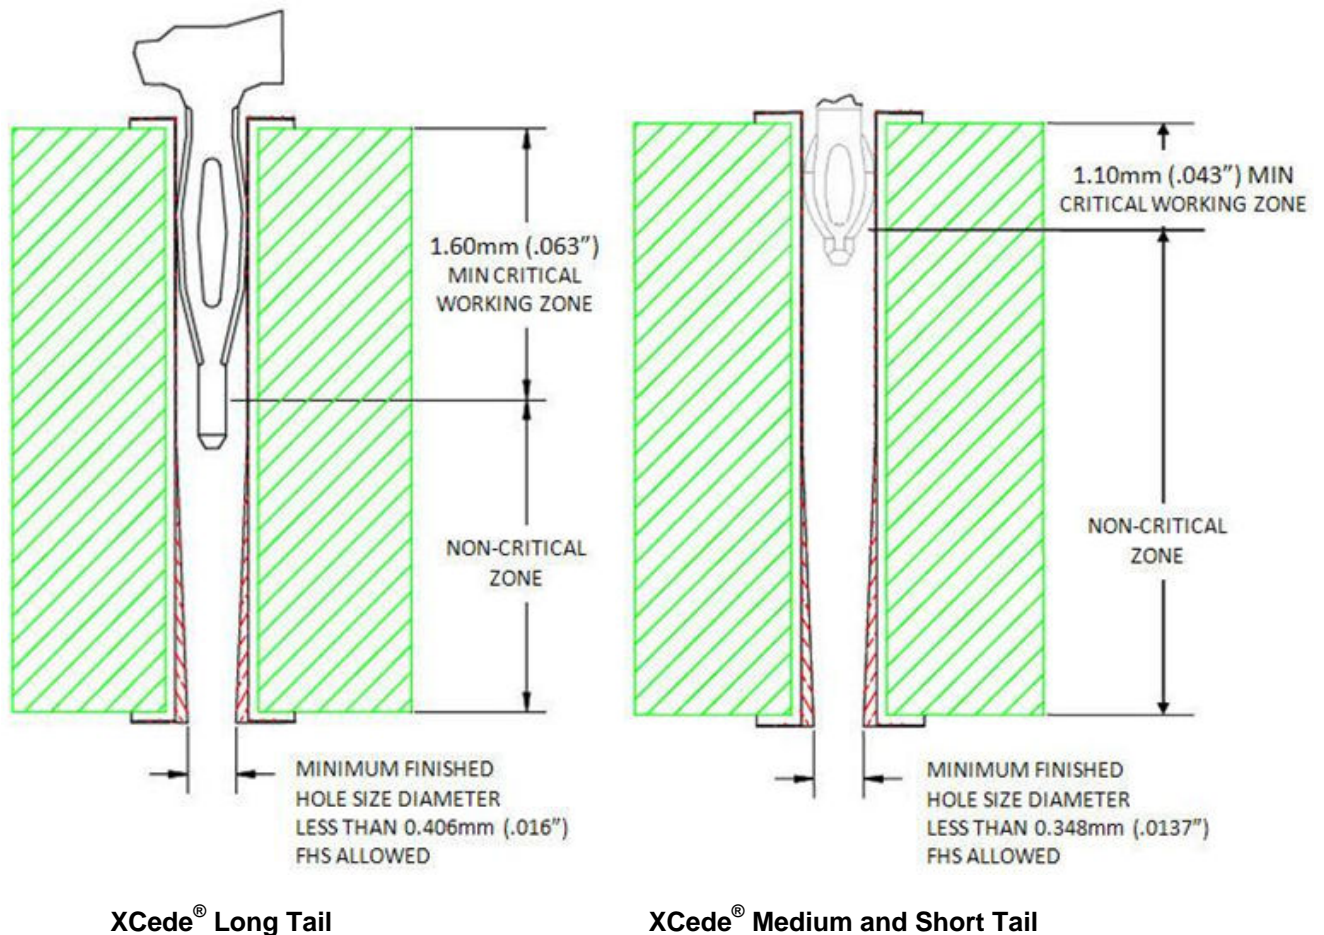 1.60mm (.063")
MIN CRITICAL
WORKING ZONE
NON-CRITICAL
ZONE
MINIMUM FINISHED
HOLE SIZE DIAMETER
LESS THAN 0.406mm (.016")
FHS ALLOWED
XCede® Long Tail
1.10mm (.043") MIN
CRITICAL WORKING ZONE
NON-CRITICAL
ZONE
MINIMUM FINISHED
HOLE SIZE DIAMETER
LESS THAN 0.348mm (.0137")
FHS ALLOWED
XCede® Medium and Short Tail